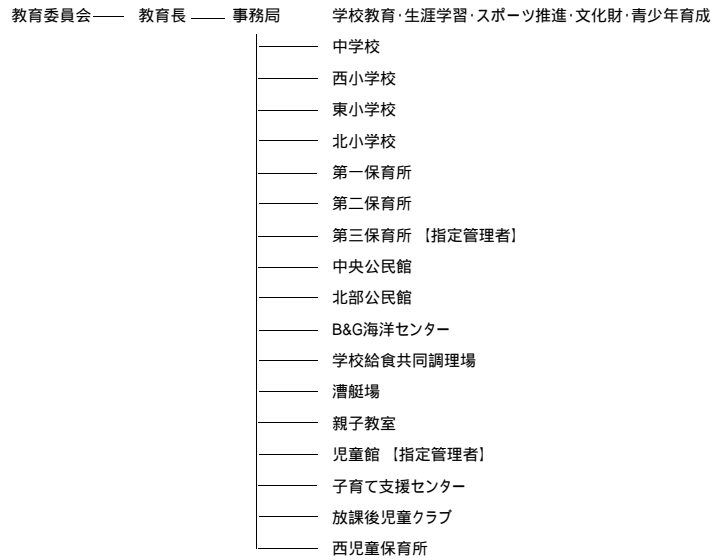 教育委員会 教育長 事務局 学校教育･生涯学習･スポーツ推進･文化財･青少年育成
中学校
西小学校
東小学校
北小学校
第一保育所
第二保育所
第三保育所 【指定管理者】
中央公民館
北部公民館
B&G海洋センター
学校給食共同調理場
漕艇場
親子教室
児童館 【指定管理者】
子育て支援センター
放課後児童クラブ
西児童保育所